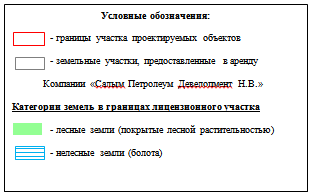 Условные обозначения:
- границы участка проектируемых объектов
- земельные участки, предоставленные в аренду
Компании «Салым Петролеум Девелопмент Н.В.»
Категории земель в границах лицензионного участка
- лесные земли (покрытые лесной растительностью)
- нелесные земли (болота)